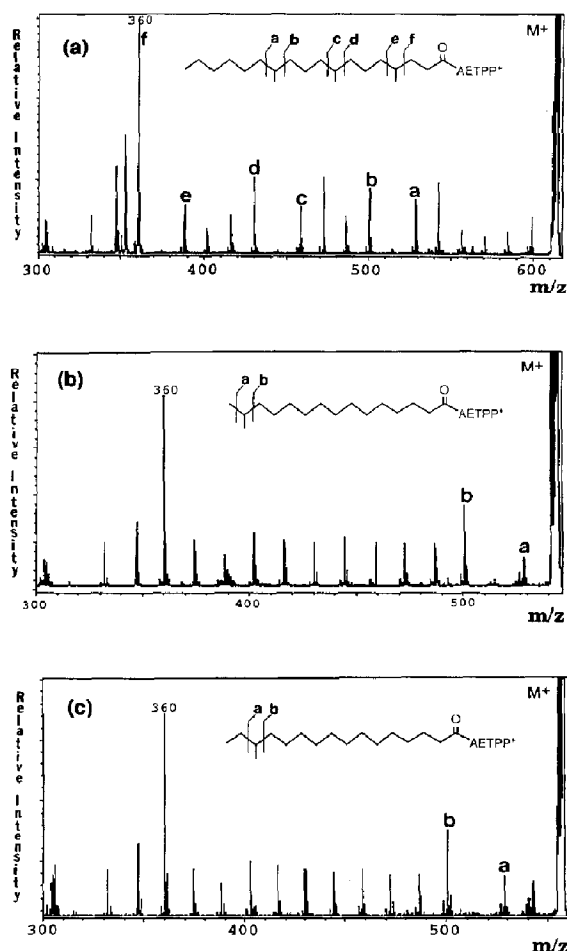 (a)
360
f
a b c d e f
O
AETPP+
M+
Relative Intensity
e d c b a
300 400 500 600
m/z
(b)
360
a b
O
AETPP+
M+
Relative Intensity
b
a
300 400 500
m/z
(c)
360
a b
O
AETPP+
M+
Relative Intensity
b
a
300 400 500
m/z